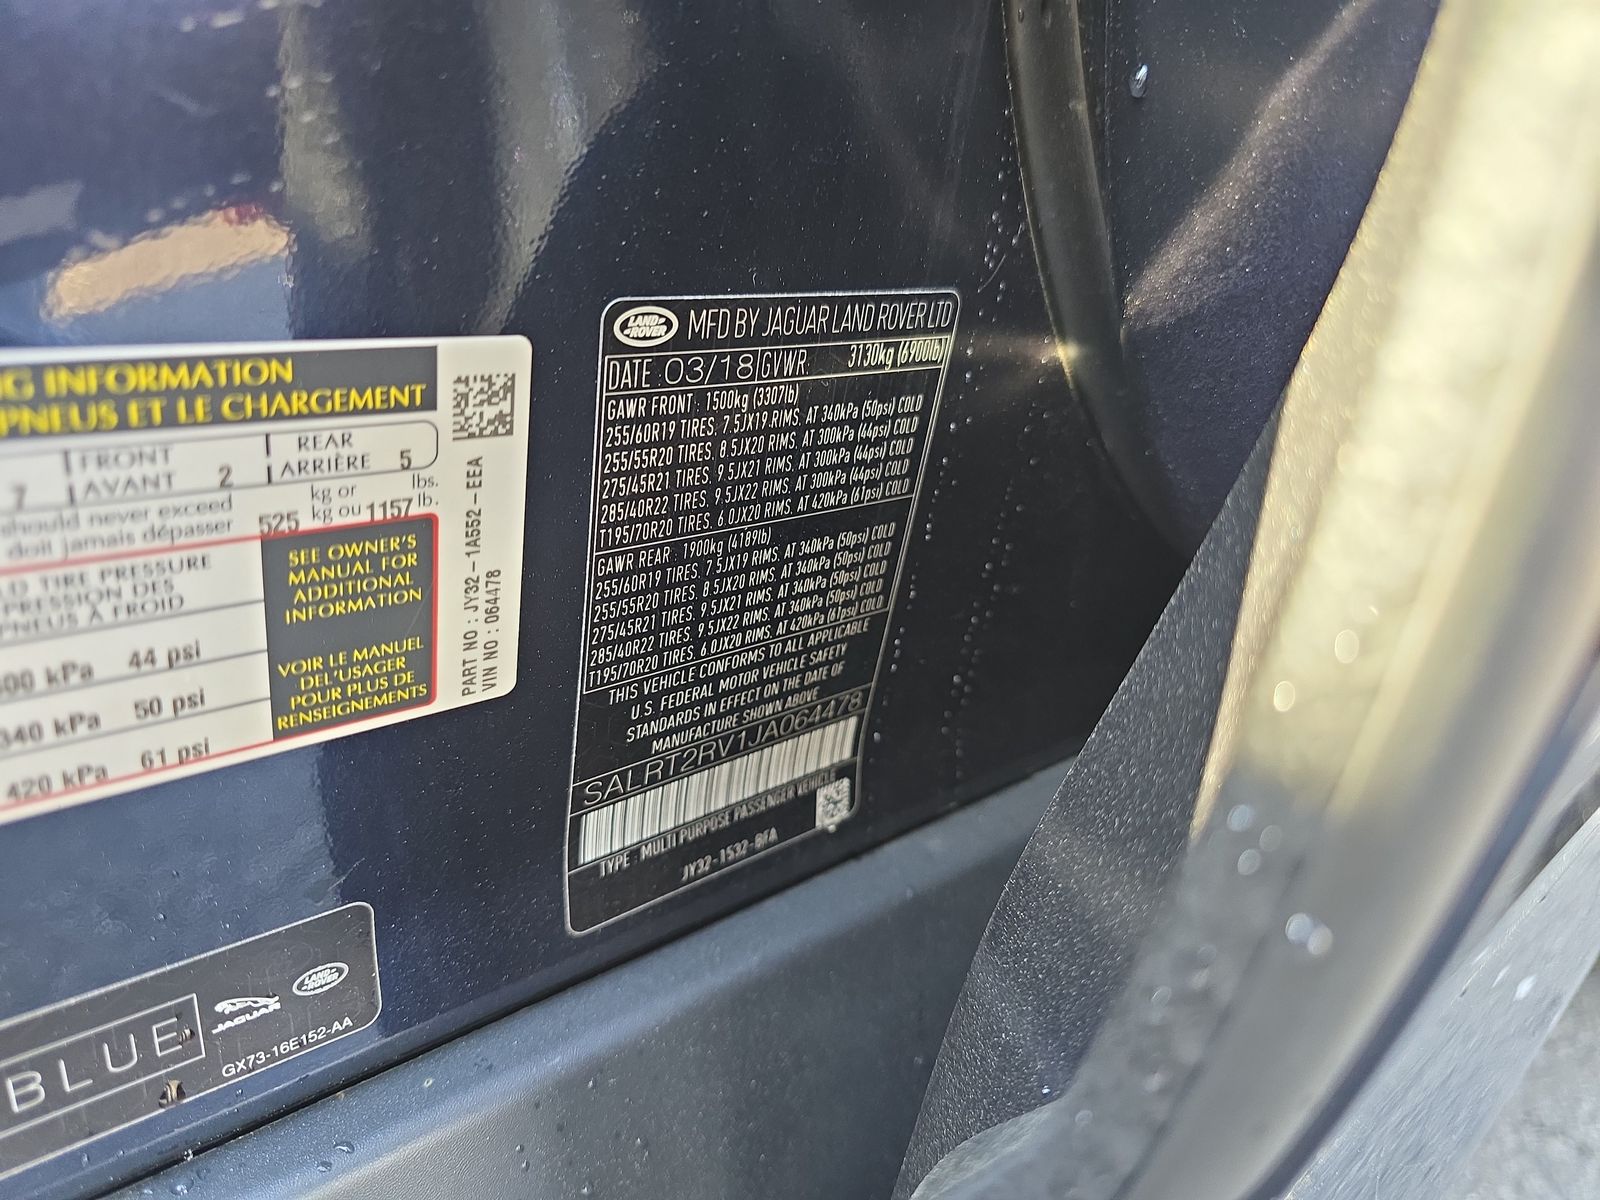 NG INFORMATION
PNEUS ET LE CHARGEMENT
7 FRONT 2 REAR 5
AVANT ARRIÈRE
should never exceed 525 kg or 1157 lbs.
doit jamais dépasser kg ou lb.
LD TIRE PRESSURE
PRESSION DES
PNEUS À FROID
SEE OWNER'S
MANUAL FOR
ADDITIONAL
INFORMATION
300 kPa 44 psi
340 kPa 50 psi
420 kPa 61 psi
VOIR LE MANUEL
DEL'USAGER
POUR PLUS DE
RENSEIGNEMENTS
PART NO : JY32-1A552-EEA
VIN NO : 064478
LAND ROVER MFD BY JAGUAR LAND ROVER LTD
DATE : 03/18 GVWR: 3130kg (6900lb)
GAWR FRONT : 1500kg (3307lb)
255/60R19 TIRES. 7.5JX19 RIMS. AT 340kPa (50psi) COLD
255/55R20 TIRES. 8.5JX20 RIMS. AT 300kPa (44psi) COLD
275/45R21 TIRES. 9.5JX21 RIMS. AT 300kPa (44psi) COLD
285/40R22 TIRES. 9.5JX22 RIMS. AT 300kPa (44psi) COLD
T195/70R20 TIRES. 6.0JX20 RIMS. AT 420kPa (61psi) COLD
GAWR REAR : 1900kg (4189lb)
255/60R19 TIRES. 7.5JX19 RIMS. AT 340kPa (50psi) COLD
255/55R20 TIRES. 8.5JX20 RIMS. AT 340kPa (50psi) COLD
275/45R21 TIRES. 9.5JX21 RIMS. AT 340kPa (50psi) COLD
285/40R22 TIRES. 9.5JX22 RIMS. AT 340kPa (50psi) COLD
T195/70R20 TIRES. 6.0JX20 RIMS. AT 420kPa (61psi) COLD
THIS VEHICLE CONFORMS TO ALL APPLICABLE
U.S. FEDERAL MOTOR VEHICLE SAFETY
STANDARDS IN EFFECT ON THE DATE OF
MANUFACTURE SHOWN ABOVE
SALRT2RV1JA064478
TYPE : MULTI PURPOSE PASSENGER VEHICLE
JY32-1532-BFA
BLUE JAGUAR LAND ROVER
GX73-16E152-AA